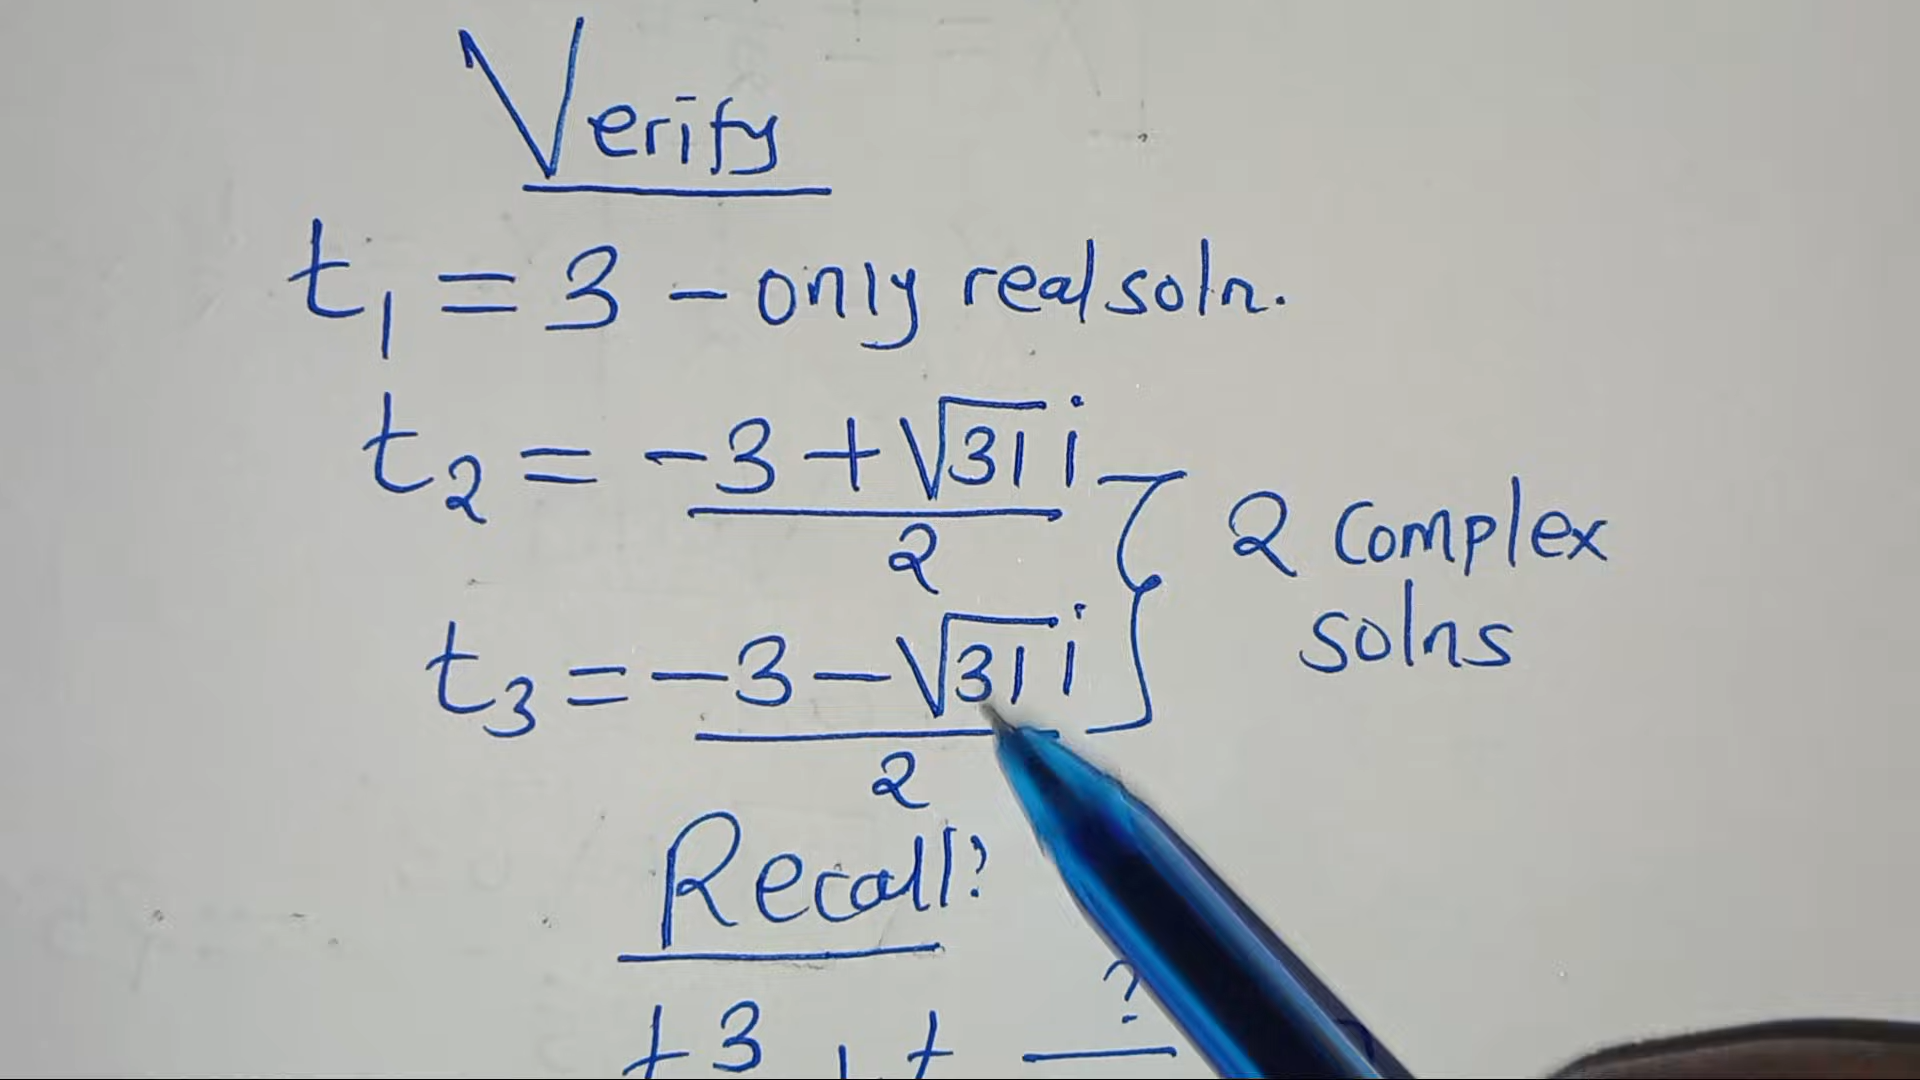 Verify
t₁ = 3 - only real soln.
t₂ = -3 + √31 i / 2
t₃ = -3 - √31 i / 2
2 complex
solns
Recall?